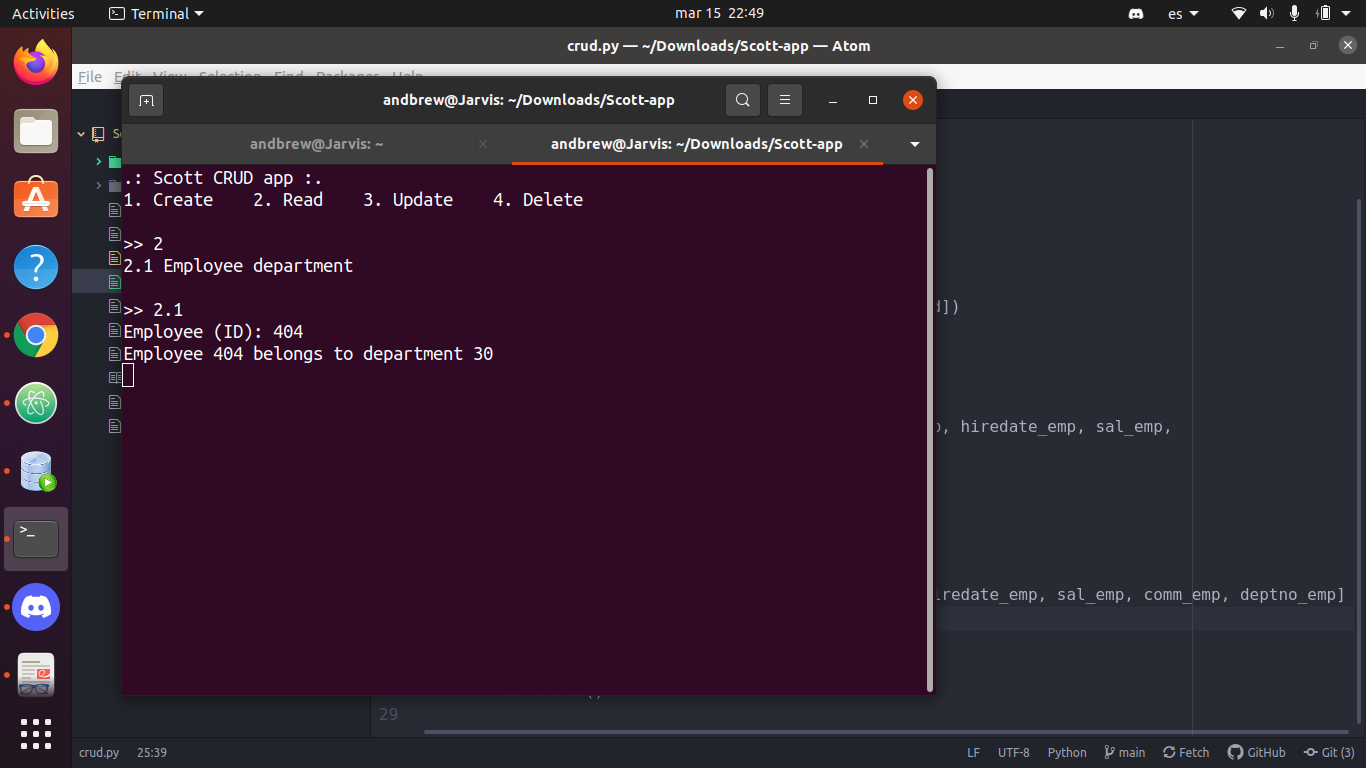 Activities Terminal mar 15 22:49 es
crud.py — ~/Downloads/Scott-app — Atom
File Edit View Selection Find Packages Help
andbrew@Jarvis: ~/Downloads/Scott-app
andbrew@Jarvis: ~ andbrew@Jarvis: ~/Downloads/Scott-app
.: Scott CRUD app :.
1. Create 2. Read 3. Update 4. Delete
>> 2
2.1 Employee department
>> 2.1
Employee (ID): 404
Employee 404 belongs to department 30
])
, hiredate_emp, sal_emp,
iredate_emp, sal_emp, comm_emp, deptno_emp]
29
crud.py 25:39 LF UTF-8 Python main Fetch GitHub Git (3)